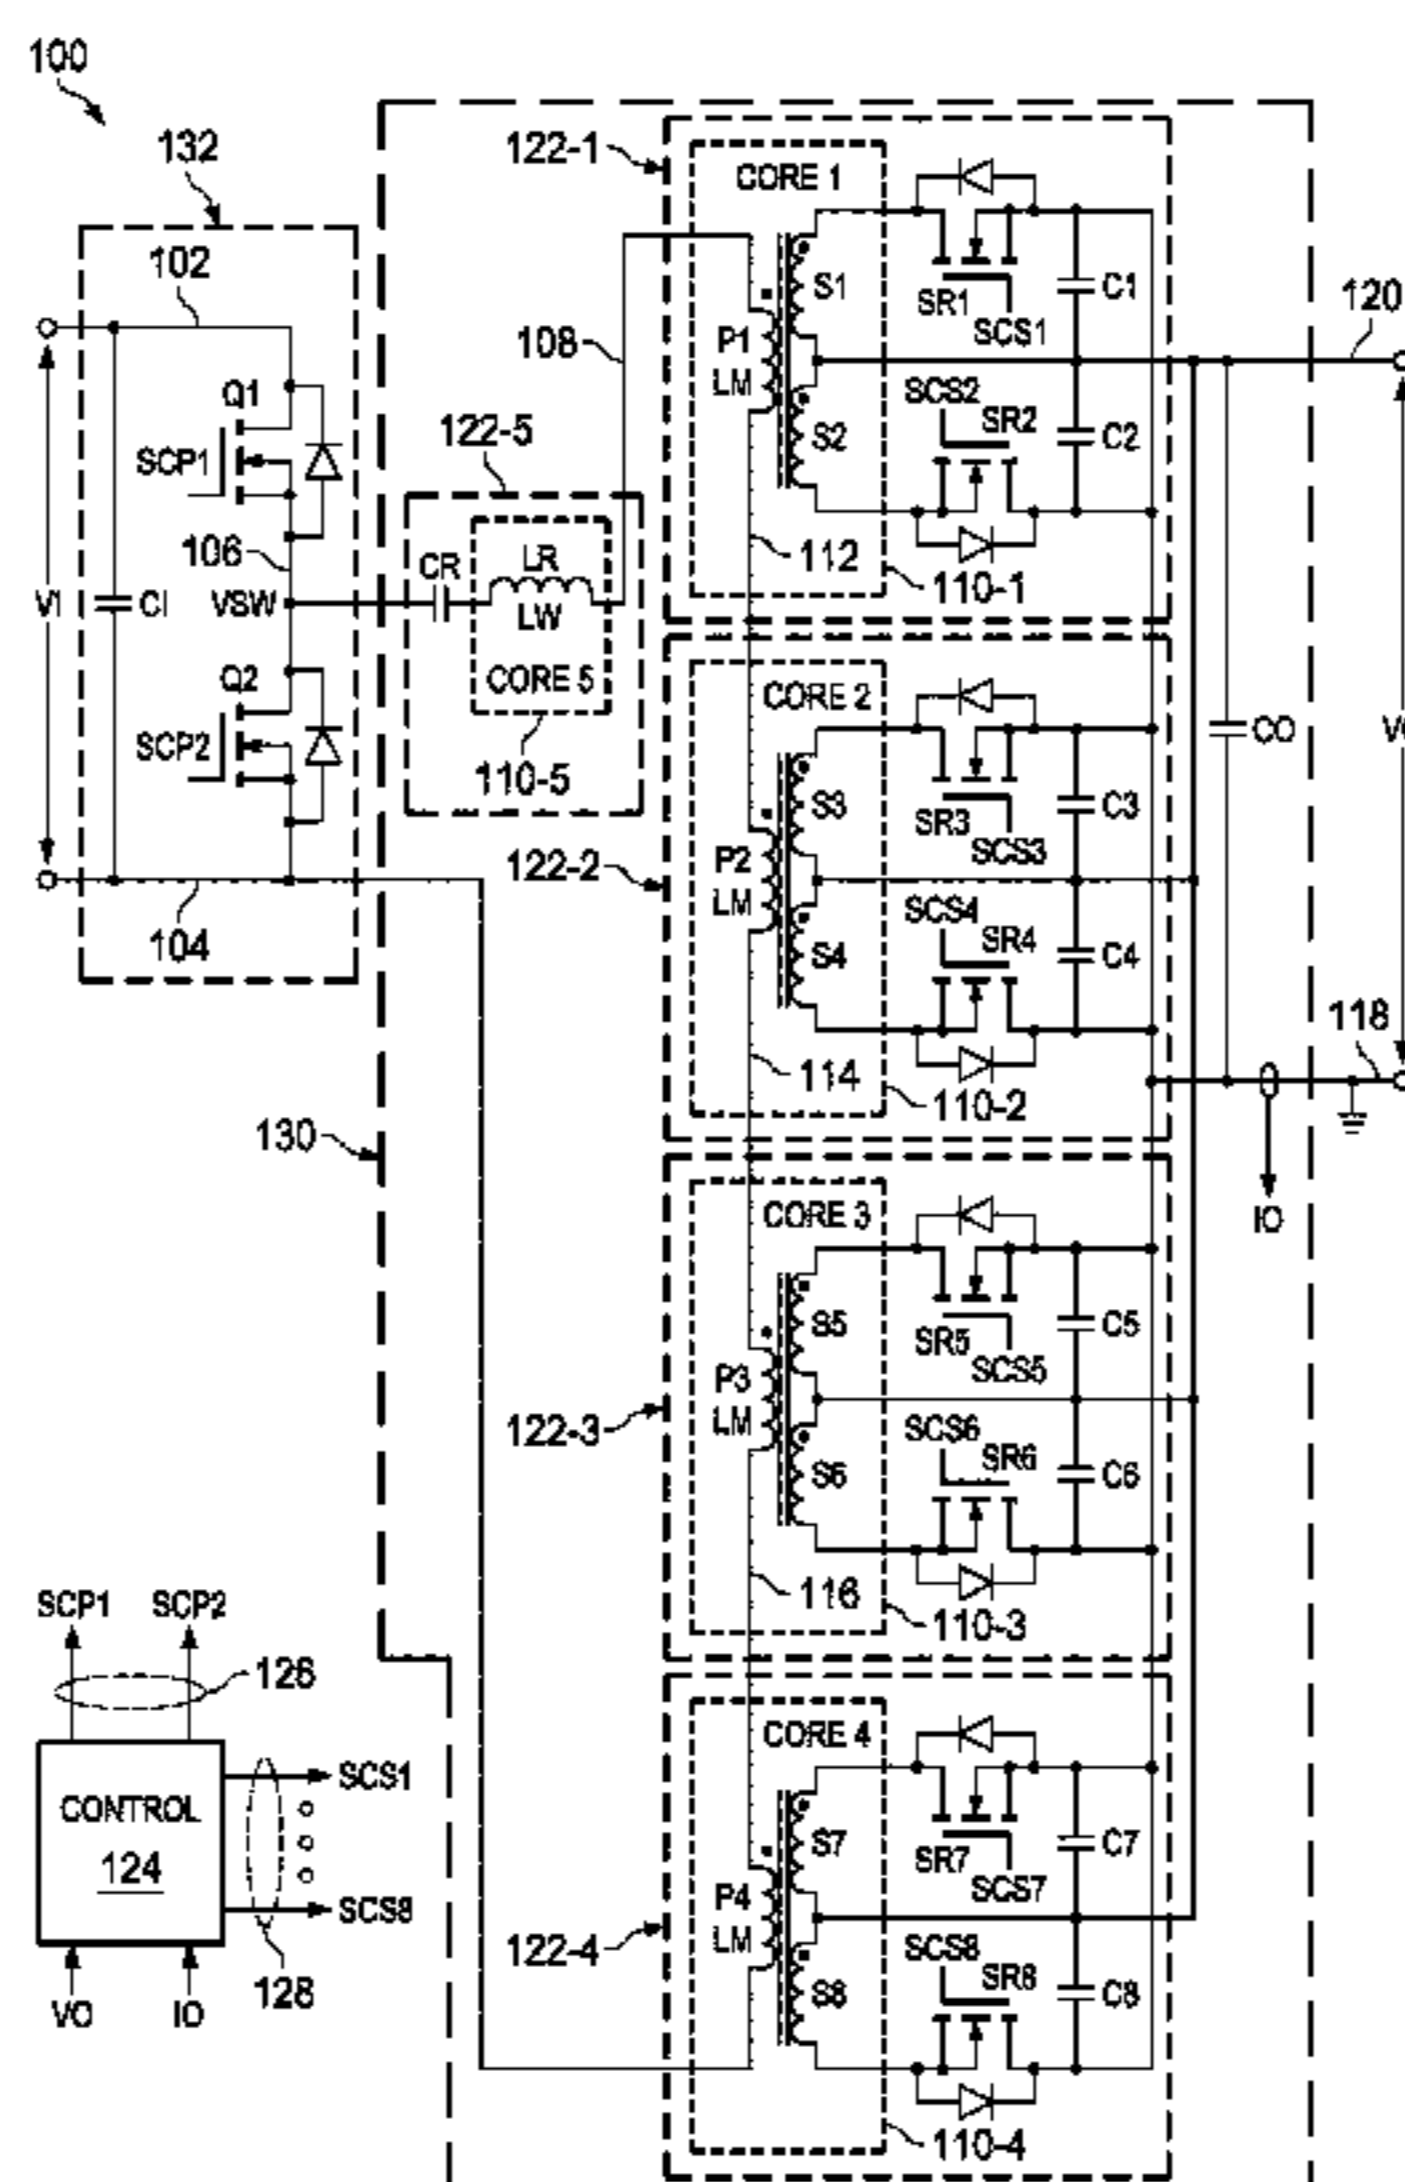 100
132
102
Q1
SCP1
106
VI
CI
VSW
Q2
SCP2
104
122-5
CR
LR
LW
CORE 5
110-5
108
130
122-1
CORE 1
P1
LM
S1
S2
SR1
SCS1
SCS2
SR2
C1
C2
112
110-1
120
122-2
CORE 2
P2
LM
S3
S4
SR3
SCS3
SCS4
SR4
C3
C4
CO
114
110-2
118
IO
122-3
CORE 3
P3
LM
S5
S6
SR5
SCS5
SCS6
SR6
C5
C6
116
110-3
122-4
CORE 4
P4
LM
S7
S8
SR7
SCS7
SCS8
SR8
C7
C8
110-4
SCP1 SCP2
126
CONTROL
124
SCS1
SCS8
128
VO IO